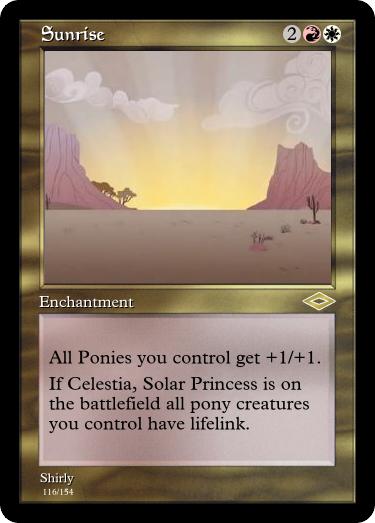 Sunrise 2
Enchantment
All Ponies you control get +1/+1.
If Celestia, Solar Princess is on
the battlefield all pony creatures
you control have lifelink.
Shirly
116/154